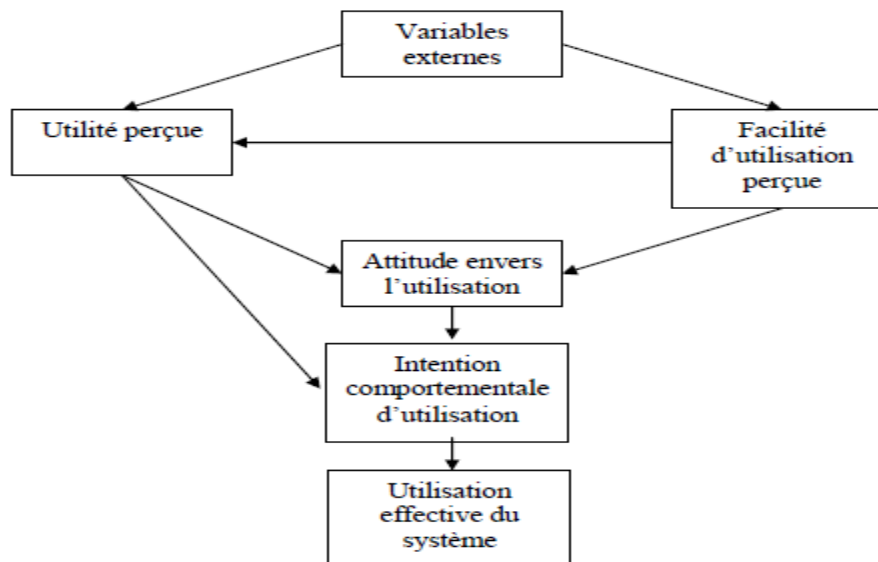 Variables
externes
Utilité perçue
Facilité
d'utilisation
perçue
Attitude envers
l'utilisation
Intention
comportementale
d'utilisation
Utilisation
effective du
système